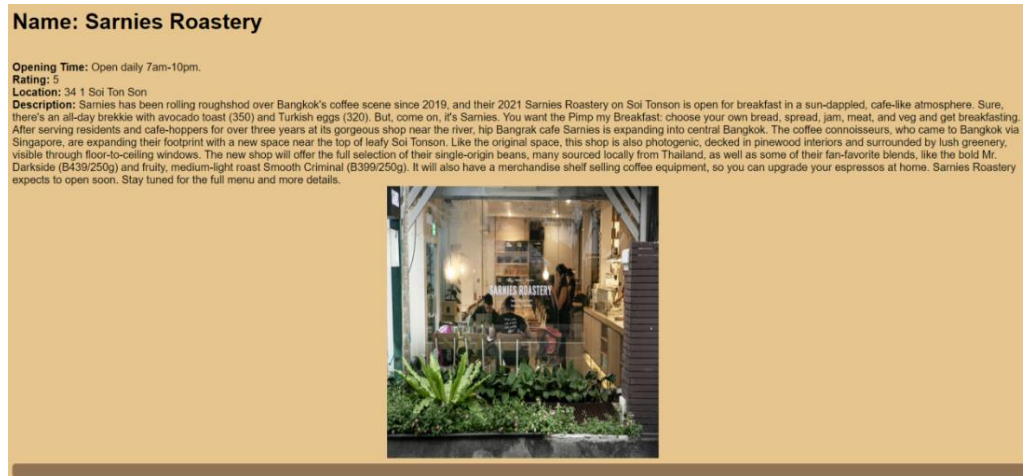 Name: Sarnies Roastery
Opening Time: Open daily 7am-10pm.
Rating: 5
Location: 34 1 Soi Ton Son
Description: Sarnies has been rolling roughshod over Bangkok's coffee scene since 2019, and their 2021 Sarnies Roastery on Soi Tonson is open for breakfast in a sun-dappled, cafe-like atmosphere. Sure,
there's an all-day brekkie with avocado toast (350) and Turkish eggs (320). But, come on, it's Sarnies. You want the Pimp my Breakfast: choose your own bread, spread, jam, meat, and veg and get breakfasting.
After serving residents and cafe-hoppers for over three years at its gorgeous shop near the river, hip Bangrak cafe Sarnies is expanding into central Bangkok. The coffee connoisseurs, who came to Bangkok via
Singapore, are expanding their footprint with a new space near the top of leafy Soi Tonson. Like the original space, this shop is also photogenic, decked in pinewood interiors and surrounded by lush greenery,
visible through floor-to-ceiling windows. The new shop will offer the full selection of their single-origin beans, many sourced locally from Thailand, as well as some of their fan-favorite blends, like the bold Mr.
Darkside (B439/250g) and fruity, medium-light roast Smooth Criminal (B399/250g). It will also have a merchandise shelf selling coffee equipment, so you can upgrade your espressos at home. Sarnies Roastery
expects to open soon. Stay tuned for the full menu and more details.
SARNIES ROASTERY